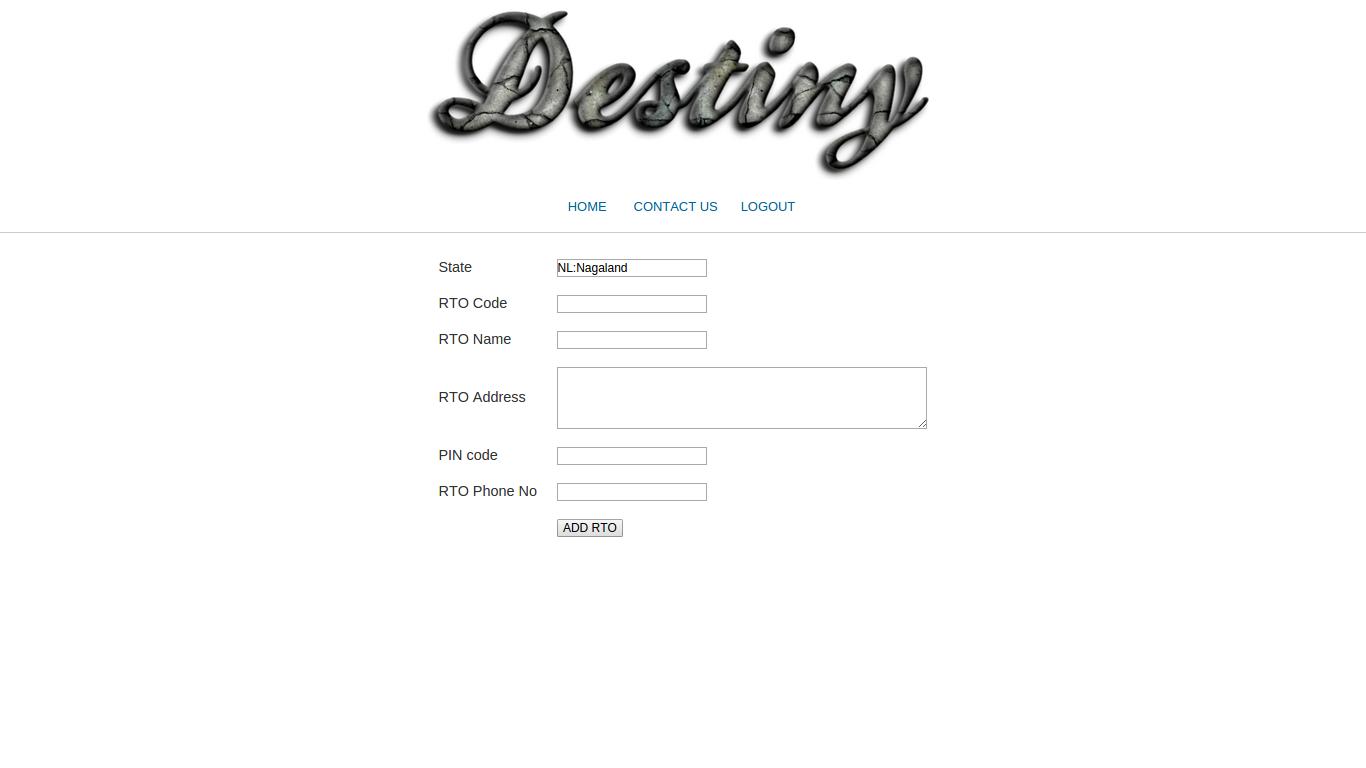 Destiny
HOME CONTACT US LOGOUT
State NL:Nagaland
RTO Code
RTO Name
RTO Address
PIN code
RTO Phone No
ADD RTO